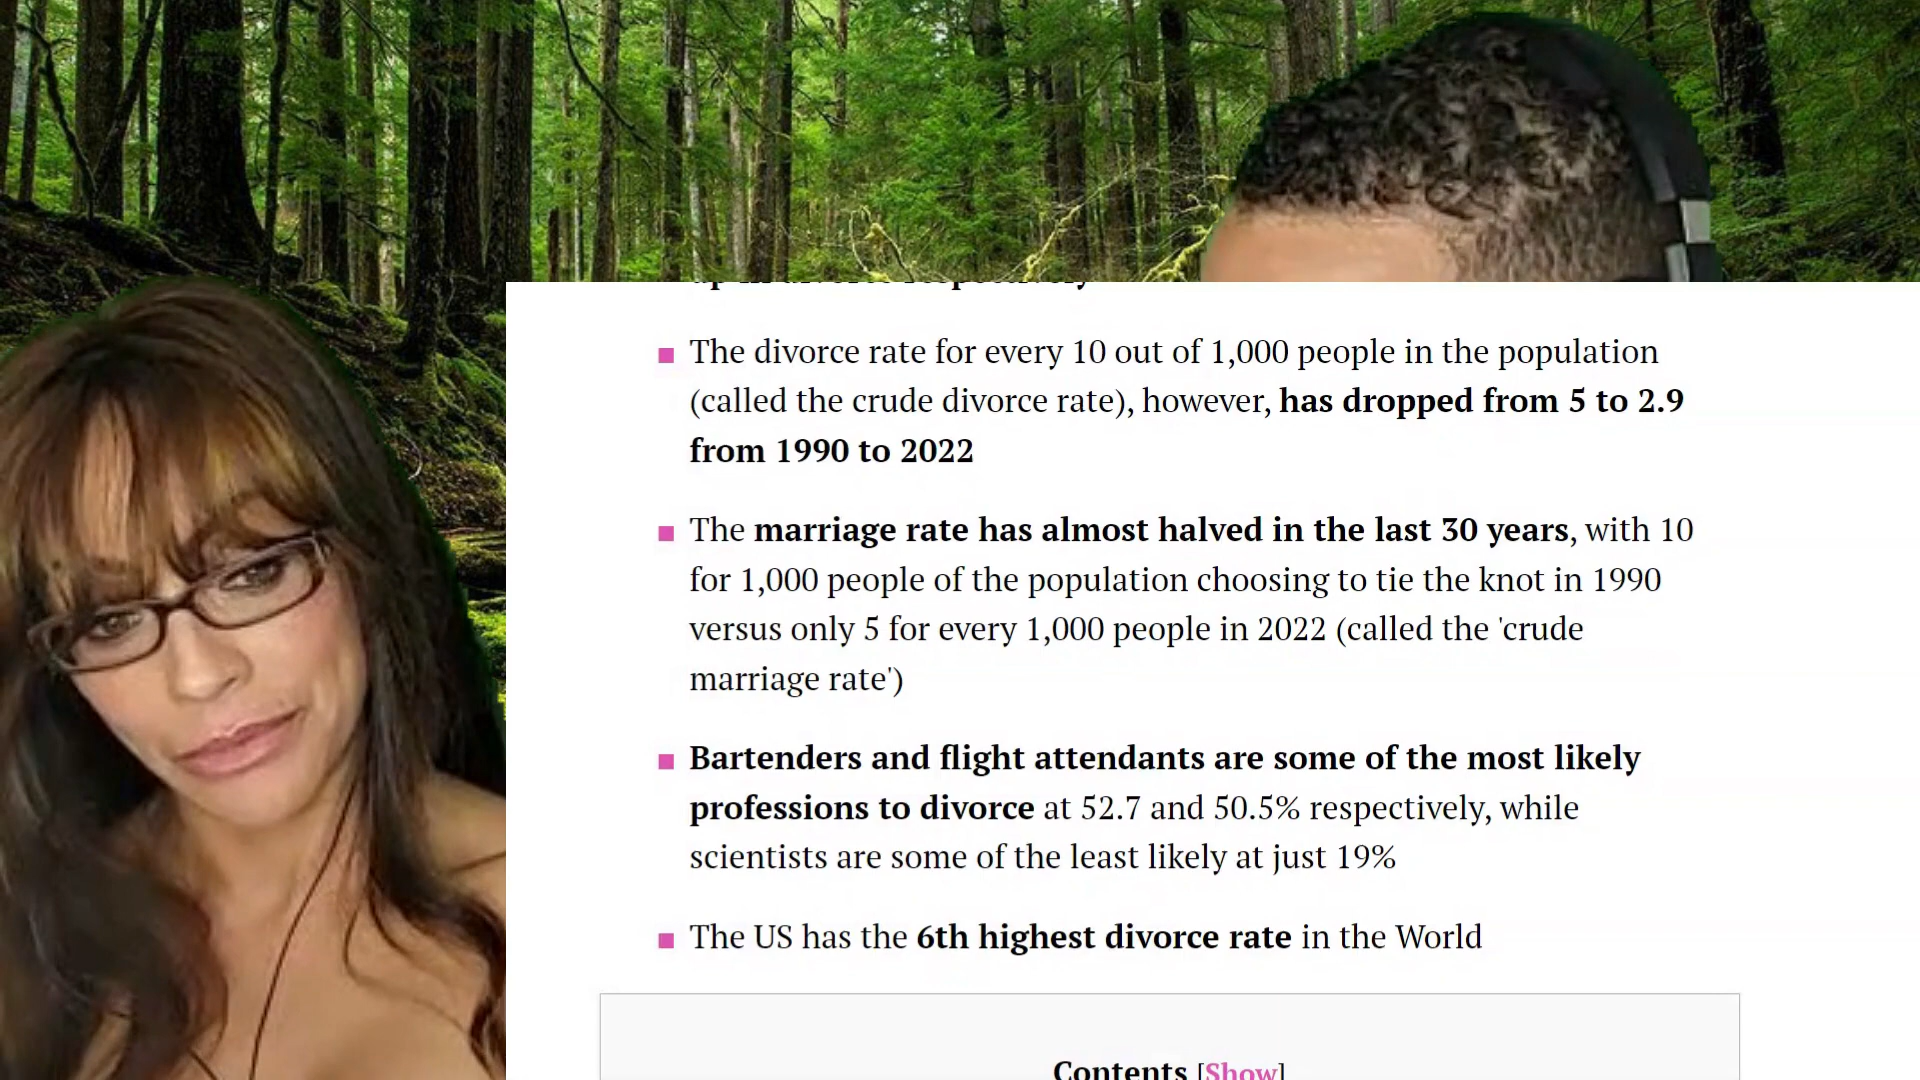 up in divorce respectively
The divorce rate for every 10 out of 1,000 people in the population
(called the crude divorce rate), however, has dropped from 5 to 2.9
from 1990 to 2022
The marriage rate has almost halved in the last 30 years, with 10
for 1,000 people of the population choosing to tie the knot in 1990
versus only 5 for every 1,000 people in 2022 (called the 'crude
marriage rate')
Bartenders and flight attendants are some of the most likely
professions to divorce at 52.7 and 50.5% respectively, while
scientists are some of the least likely at just 19%
The US has the 6th highest divorce rate in the World
Contents [Show]